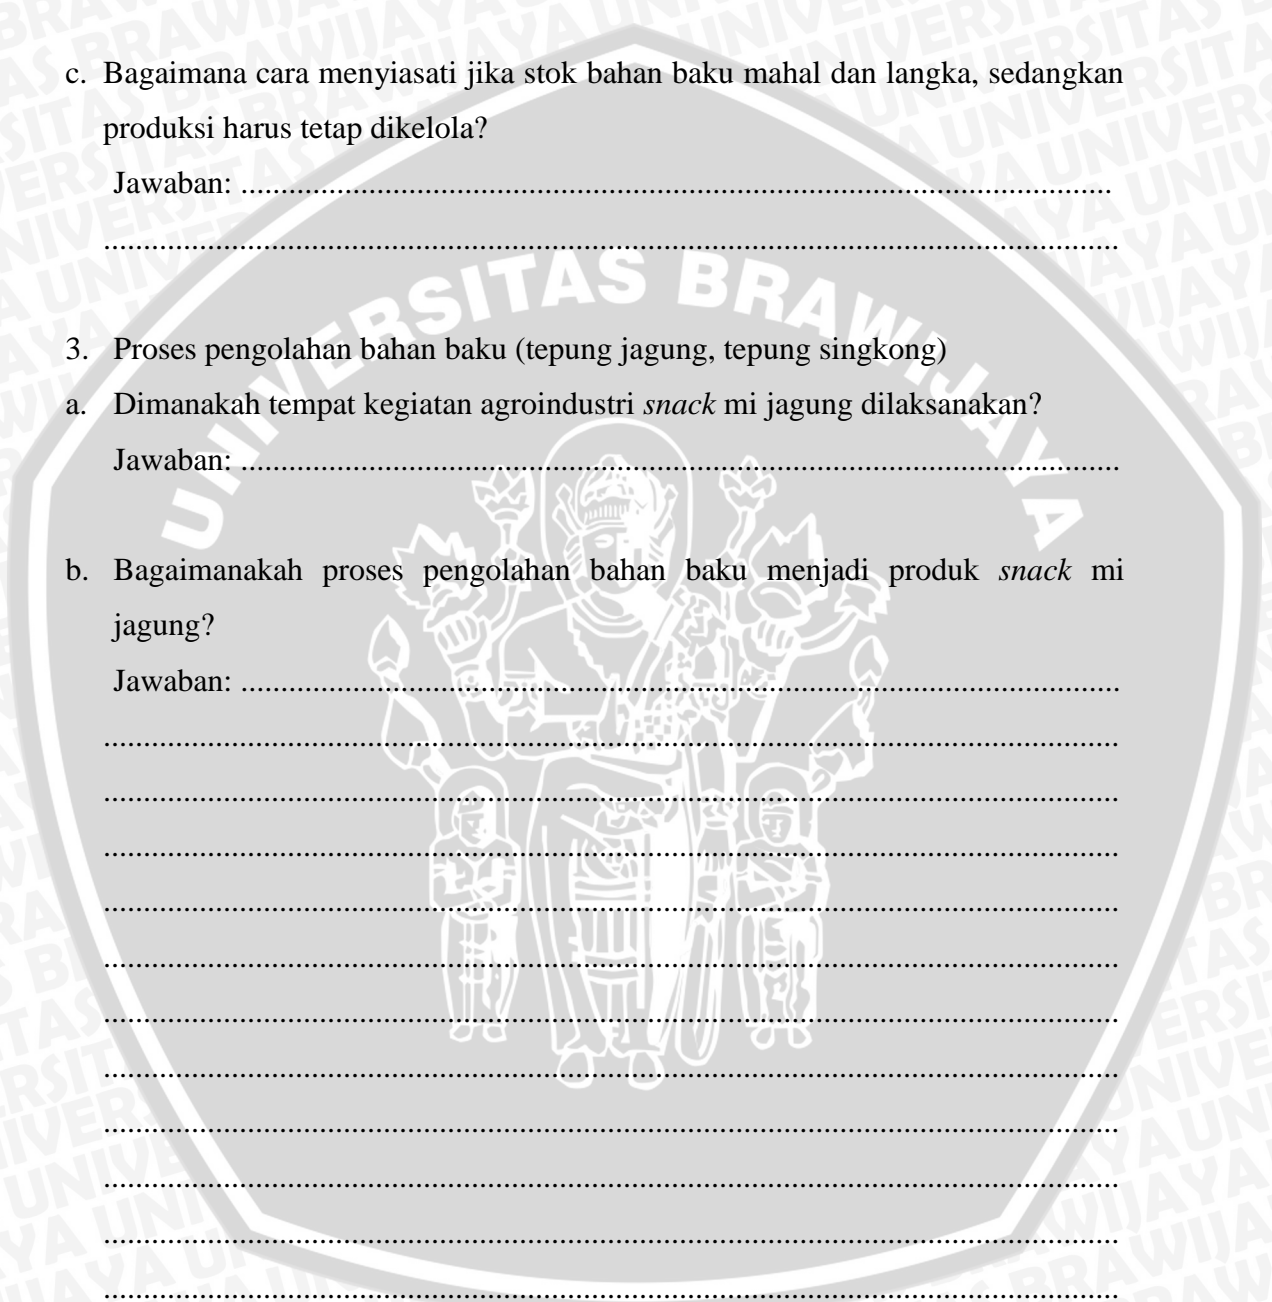 c. Bagaimana cara menyiasati jika stok bahan baku mahal dan langka, sedangkan
produksi harus tetap dikelola?
Jawaban: ..............................................................................................................
................................................................................................................................
UNIVERSITAS BRAWIJAYA
3. Proses pengolahan bahan baku (tepung jagung, tepung singkong)
a. Dimanakah tempat kegiatan agroindustri snack mi jagung dilaksanakan?
Jawaban: ...............................................................................................................
b. Bagaimanakah proses pengolahan bahan baku menjadi produk snack mi
jagung?
Jawaban: ...............................................................................................................
................................................................................................................................
................................................................................................................................
................................................................................................................................
................................................................................................................................
................................................................................................................................
................................................................................................................................
................................................................................................................................
................................................................................................................................
................................................................................................................................
................................................................................................................................
................................................................................................................................